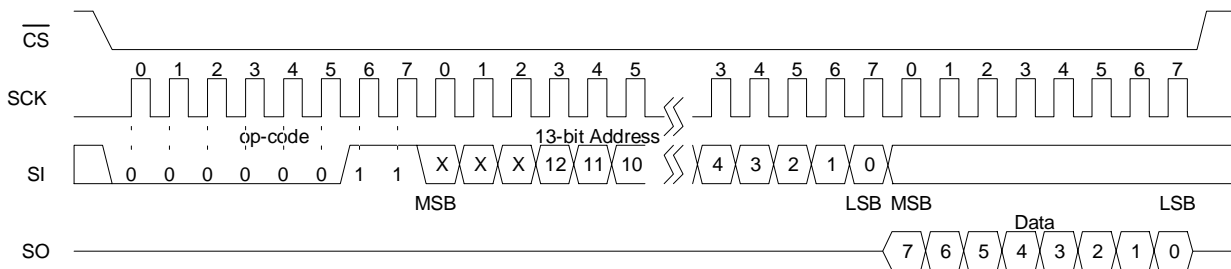 CS
0 1 2 3 4 5 6 7 0 1 2 3 4 5 3 4 5 6 7 0 1 2 3 4 5 6 7
SCK
op-code 13-bit Address
SI 0 0 0 0 0 0 1 1 X X X 12 11 10 4 3 2 1 0
MSB LSB MSB LSB
Data
SO 7 6 5 4 3 2 1 0